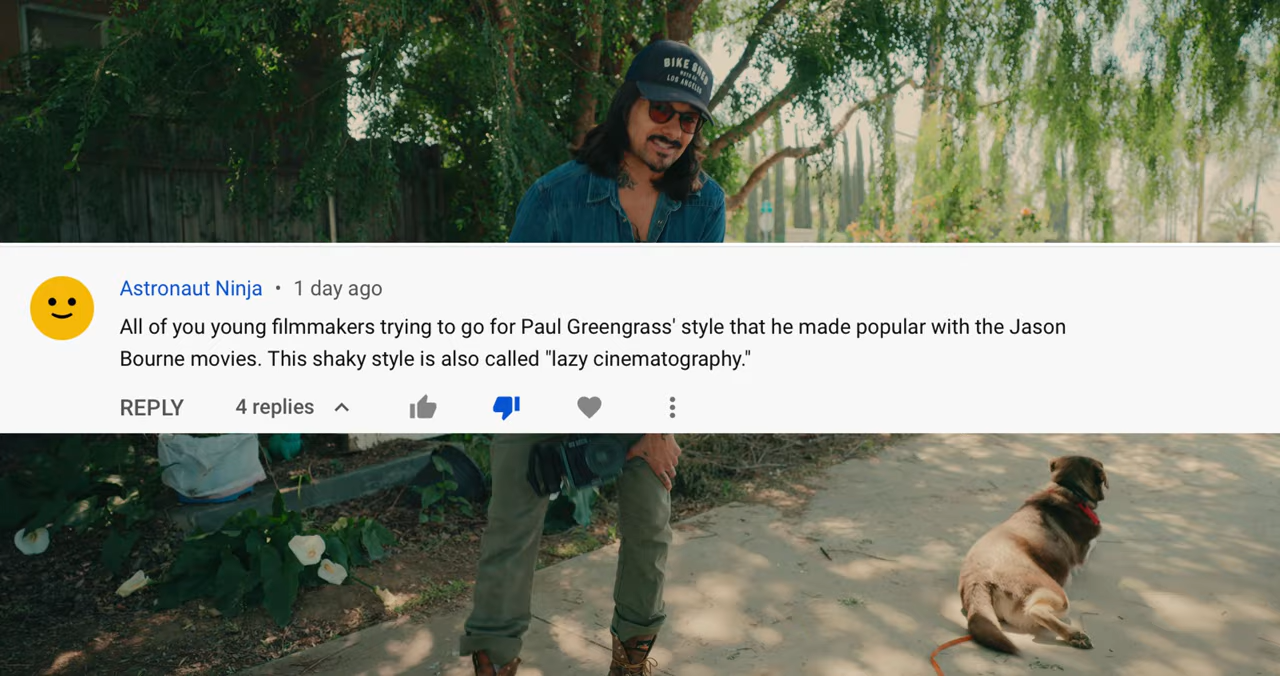 BIKE SHED
LOS ANGELES
Astronaut Ninja • 1 day ago
All of you young filmmakers trying to go for Paul Greengrass' style that he made popular with the Jason
Bourne movies. This shaky style is also called "lazy cinematography."
REPLY 4 replies